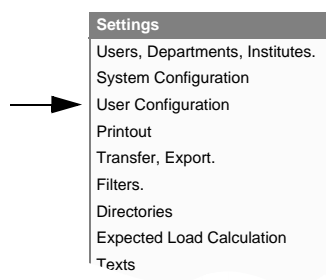 Settings
Users, Departments, Institutes.
System Configuration
User Configuration
Printout
Transfer, Export.
Filters.
Directories
Expected Load Calculation
Texts